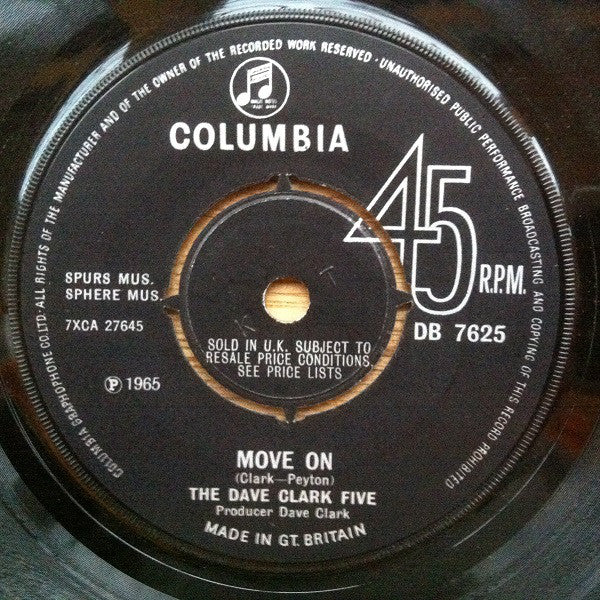 COLUMBIA GRAPHOPHONE CO.LTD·ALL RIGHTS OF THE MANUFACTURER AND OF THE OWNER OF THE RECORDED WORK RESERVED·UNAUTHORISED PUBLIC PERFORMANCE BROADCASTING AND COPYING OF THIS RECORD PROHIBITED
COLUMBIA
45
R.P.M.
SPURS MUS.
SPHERE MUS.
DB 7625
7XCA 27645
Ⓟ 1965
K T
SOLD IN U.K. SUBJECT TO
RESALE PRICE CONDITIONS,
SEE PRICE LISTS
MOVE ON
(Clark—Peyton)
THE DAVE CLARK FIVE
Producer Dave Clark
MADE IN GT. BRITAIN